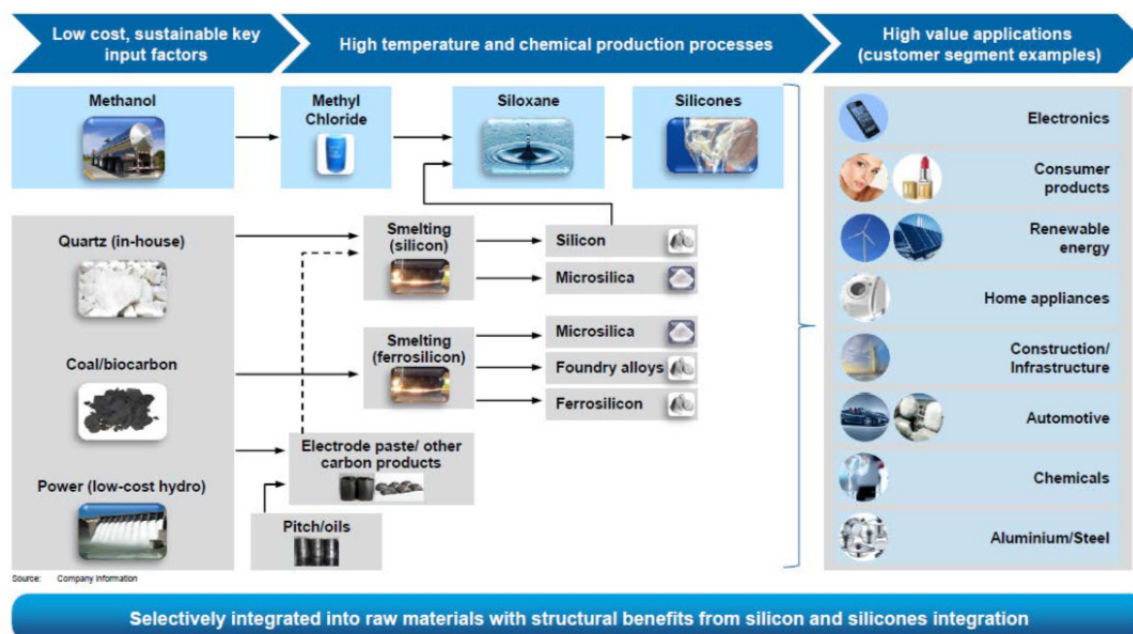 Low cost, sustainable key
input factors
High temperature and chemical production processes
High value applications
(customer segment examples)
Methanol
Methyl
Chloride
Siloxane
Silicones
Quartz (in-house)
Coal/biocarbon
Power (low-cost hydro)
Smelting
(silicon)
Silicon
Microsilica
Smelting
(ferrosilicon)
Microsilica
Foundry alloys
Ferrosilicon
Electrode paste/ other
carbon products
Pitch/oils
Electronics
Consumer
products
Renewable
energy
Home appliances
Construction/
Infrastructure
Automotive
Chemicals
Aluminium/Steel
Source: Company information
Selectively integrated into raw materials with structural benefits from silicon and silicones integration